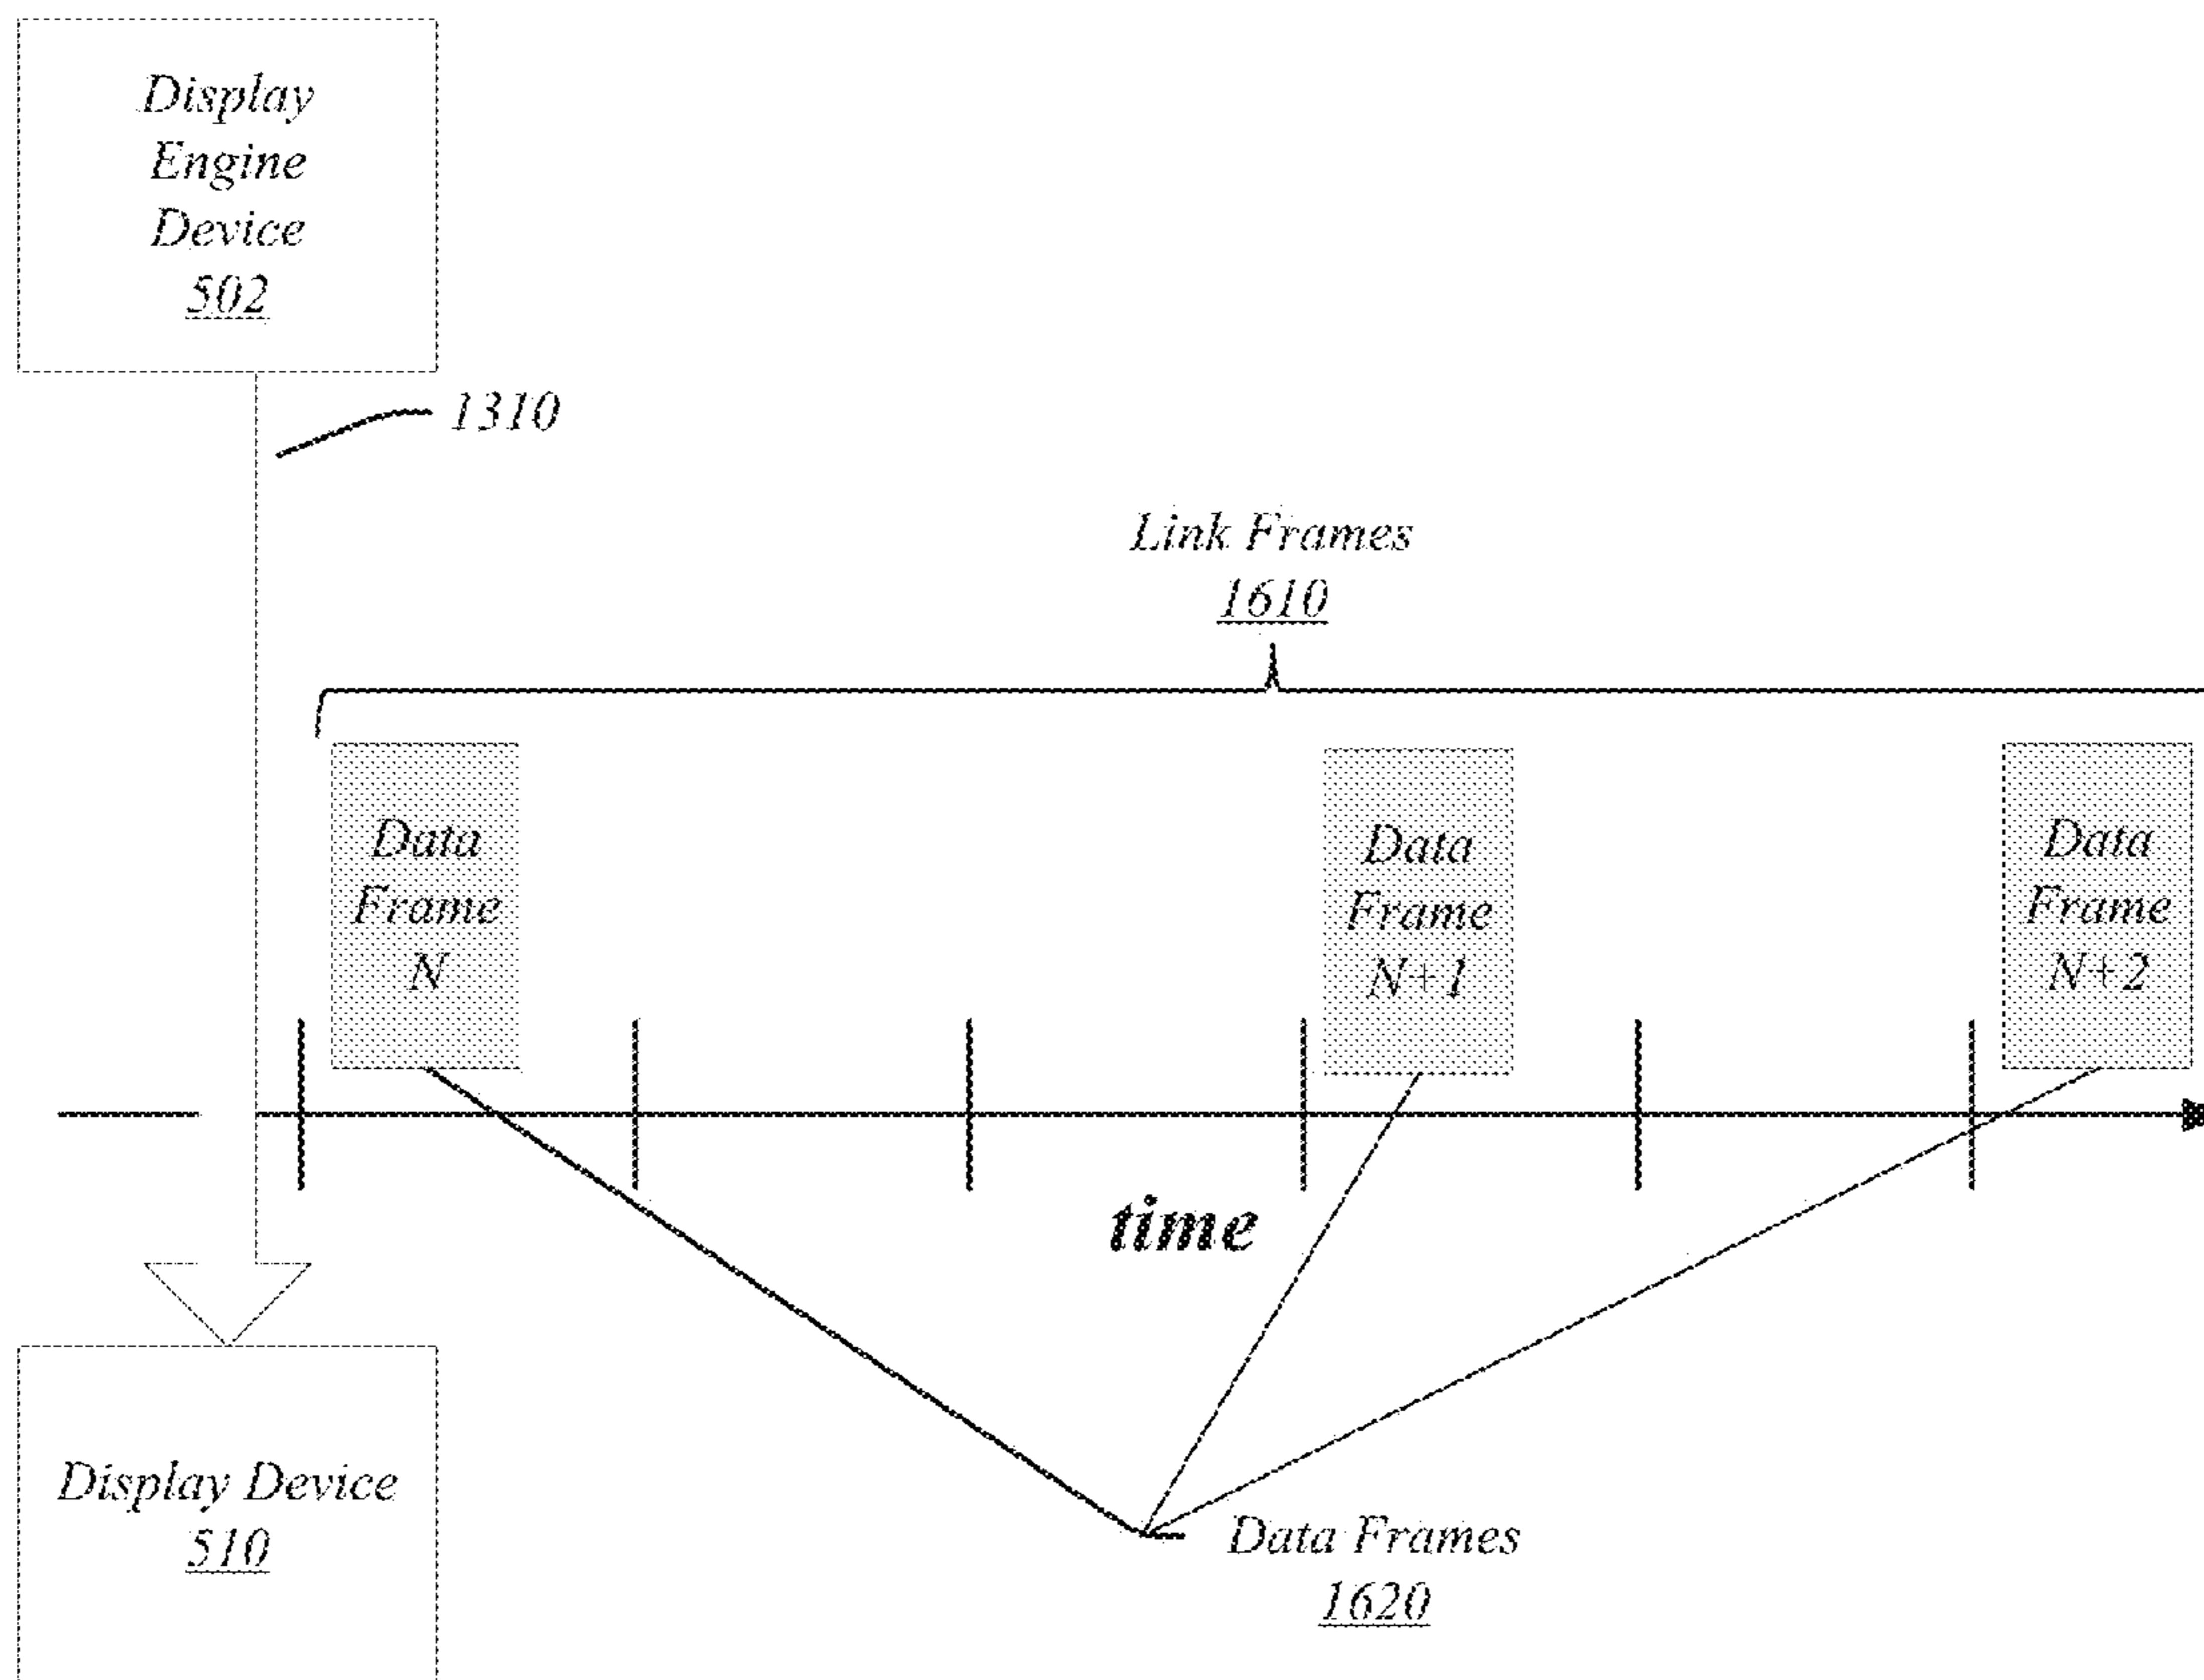 Display
Engine
Device
502
1310
Link Frames
1610
Data
Frame
N
Data
Frame
N+1
Data
Frame
N+2
time
Display Device
510
Data Frames
1620